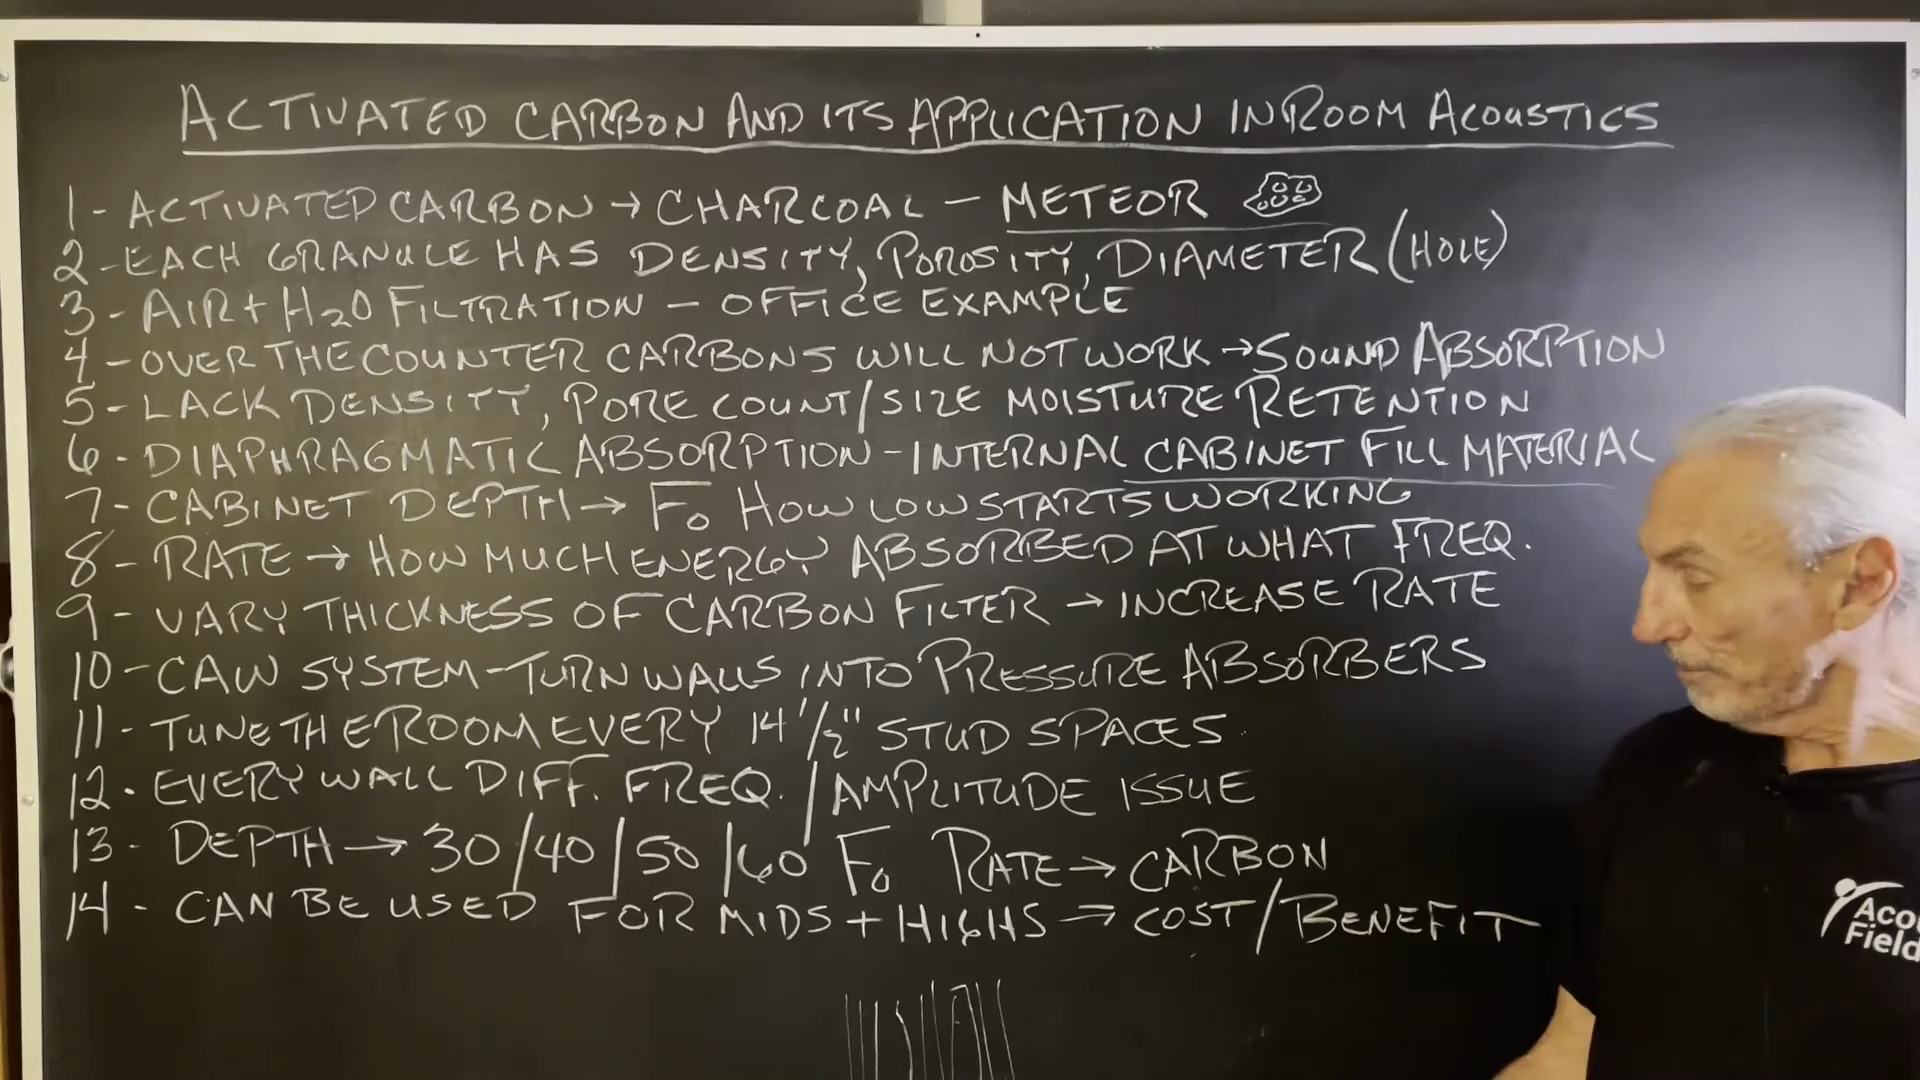 ACTIVATED CARBON AND ITS APPLICATION IN ROOM ACOUSTICS
1 - ACTIVATED CARBON → CHARCOAL - METEOR
2 - EACH GRANULE HAS DENSITY, POROSITY, DIAMETER (HOLE)
3 - AIR + H2O FILTRATION - OFFICE EXAMPLE
4 - OVER THE COUNTER CARBONS WILL NOT WORK → SOUND ABSORPTION
5 - LACK DENSITY, PORE COUNT/SIZE MOISTURE RETENTION
6 - DIAPHRAGMATIC ABSORPTION - INTERNAL CABINET FILL MATERIAL
7 - CABINET DEPTH → Fo HOW LOW STARTS WORKING
8 - RATE → HOW MUCH ENERGY ABSORBED AT WHAT FREQ.
9 - VARY THICKNESS OF CARBON FILTER → INCREASE RATE
10 - CAW SYSTEM - TURN WALLS INTO PRESSURE ABSORBERS
11 - TUNE THE ROOM EVERY 14 1/2" STUD SPACES
12 - EVERY WALL DIFF. FREQ. / AMPLITUDE ISSUE
13 - DEPTH → 30/40/50/60 Fo RATE → CARBON
14 - CAN BE USED FOR MIDS + HIGHS → COST/BENEFIT
Aco
Field